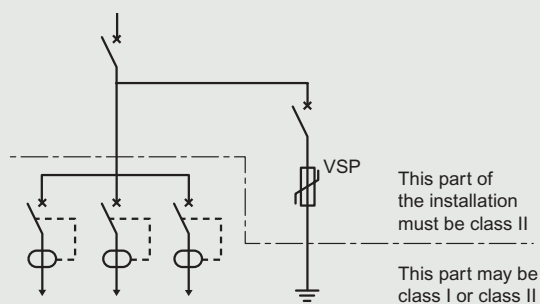 VSP
This part of
the installation
must be class II
This part may be
class I or class II